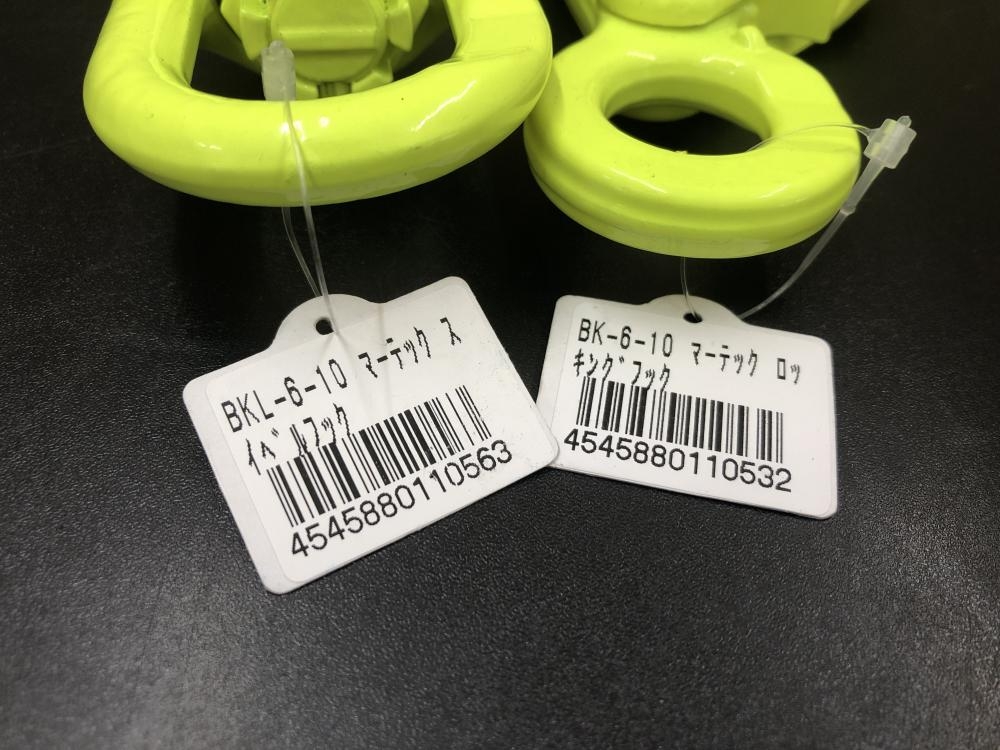 BKL-6-10 ﾏｰﾃｯｸ ｽ
ｲﾍﾞﾙﾌｯｸ
4545880110563
BK-6-10 ﾏｰﾃｯｸ ﾛｯ
ｷﾝｸﾞﾌｯｸ
4545880110532